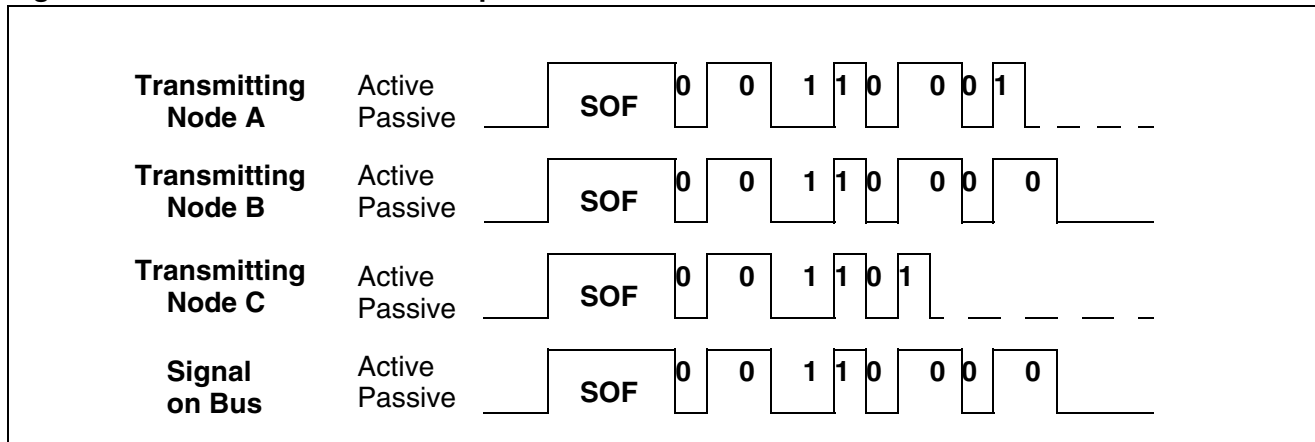 Transmitting Active 0 0 1 1 0 0 0 1
Node A Passive SOF
Transmitting Active 0 0 1 1 0 0 0 0
Node B Passive SOF
Transmitting Active 0 0 1 1 0 1
Node C Passive SOF
Signal Active 0 0 1 1 0 0 0 0
on Bus Passive SOF